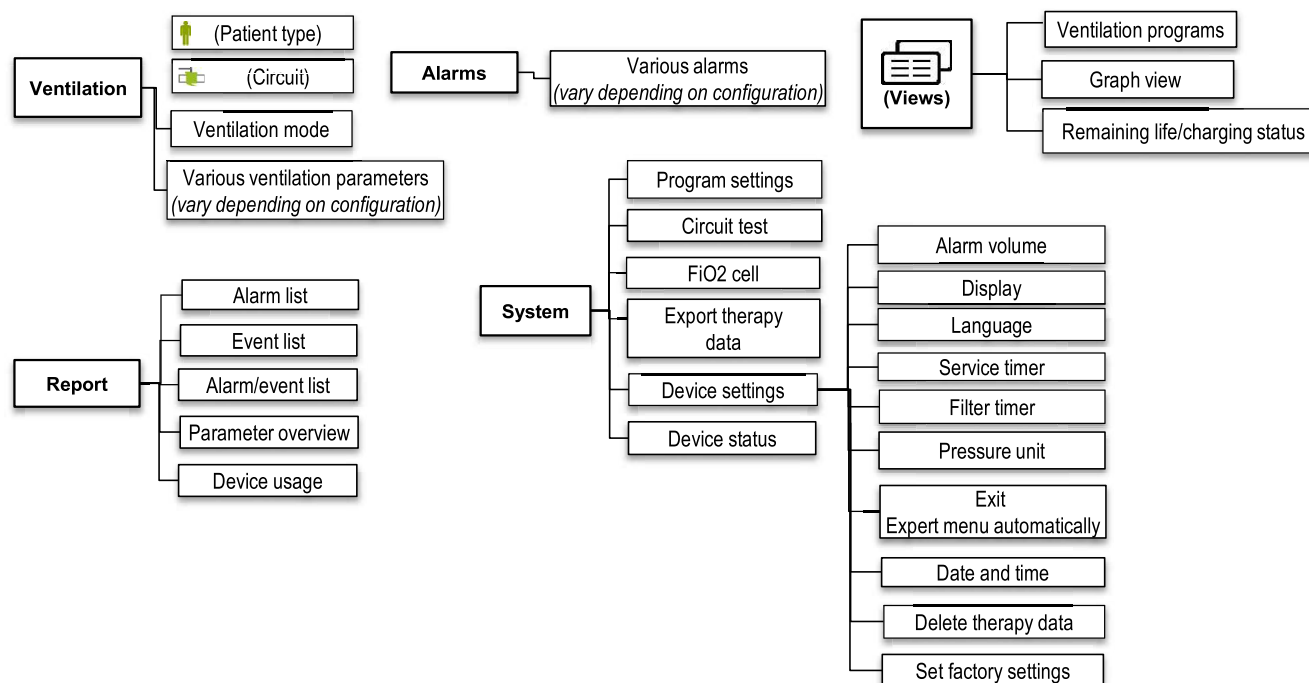 Ventilation
(Patient type)
(Circuit)
Ventilation mode
Various ventilation parameters
(vary depending on configuration)
Alarms
Various alarms
(vary depending on configuration)
(Views)
Ventilation programs
Graph view
Remaining life/charging status
Report
Alarm list
Event list
Alarm/event list
Parameter overview
Device usage
System
Program settings
Circuit test
FiO2 cell
Export therapy
data
Device settings
Device status
Alarm volume
Display
Language
Service timer
Filter timer
Pressure unit
Exit
Expert menu automatically
Date and time
Delete therapy data
Set factory settings